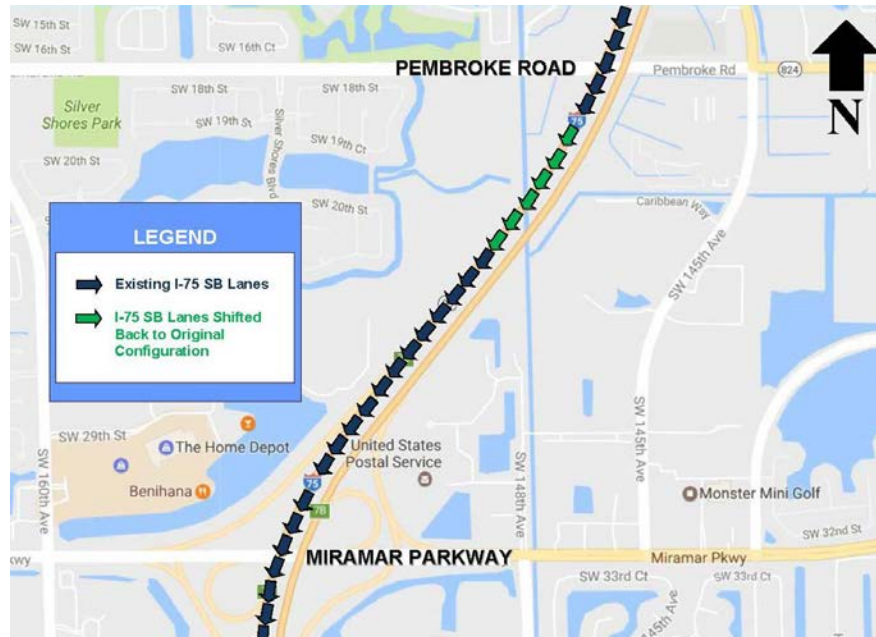 SW 15th St
SW 16th St
SW 16th Ct
PEMBROKE ROAD
Pembroke Rd
824
N
Silver
Shores Park
SW 18th St
SW 18th St
SW 19th St
Silver Shores Blvd
SW 19th Ct
75
SW 20th St
SW 20th St
Caribbean Way
SW 145th Ave
LEGEND
Existing I-75 SB Lanes
I-75 SB Lanes Shifted
Back to Original
Configuration
SW 29th St
The Home Depot
Benihana
SW 160th Ave
United States
Postal Service
SW 148th Ave
SW 145th Ave
Monster Mini Golf
75
7B
SW 32nd St
kwy
MIRAMAR PARKWAY
Miramar Pkwy
SW 33rd Ct
SW 33rd Ct
145th Ave